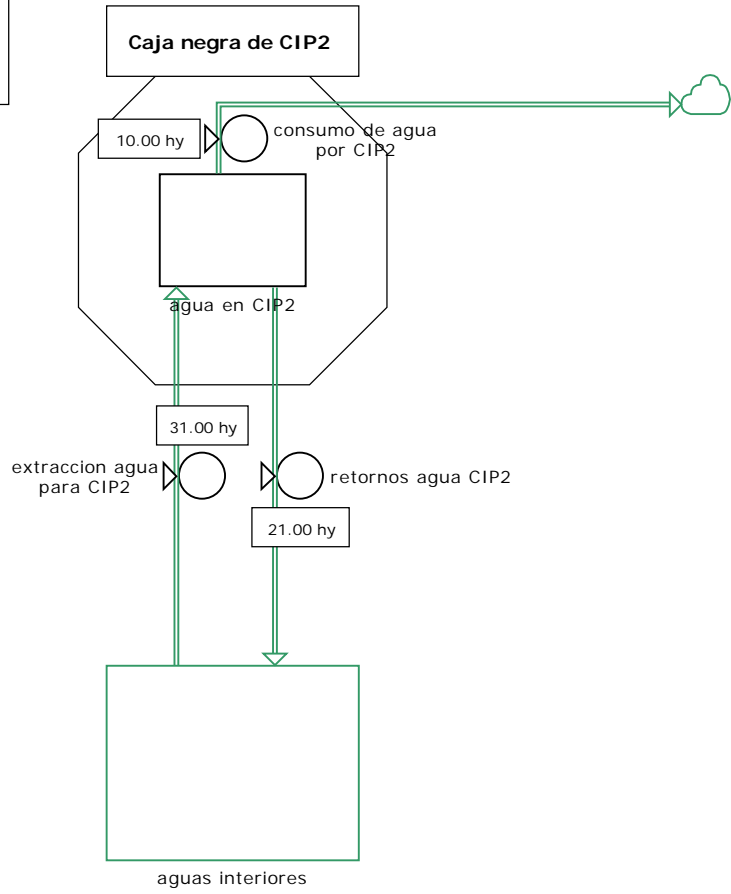 Caja negra de CIP2
10.00 hy
consumo de agua
por CIP2
agua en CIP2
31.00 hy
extraccion agua
para CIP2
retornos agua CIP2
21.00 hy
aguas interiores